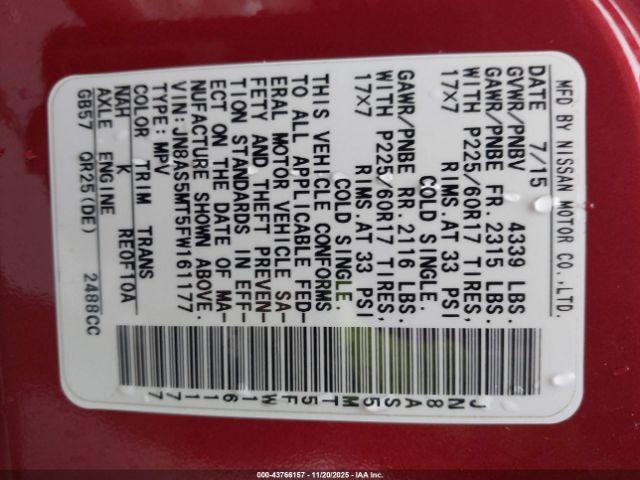 MFD BY NISSAN MOTOR CO.,LTD.
DATE 7/15
GVWR/PNBV 4339 LBS.
GAWR/PNBE FR. 2315 LBS.
WITH P225/60R17 TIRES,
17X7 RIMS.AT 33 PSI
COLD SINGLE.
GAWR/PNBE RR. 2116 LBS.
WITH P225/60R17 TIRES,
17X7 RIMS.AT 33 PSI
COLD SINGLE.
THIS VEHICLE CONFORMS
TO ALL APPLICABLE FED-
ERAL MOTOR VEHICLE SA-
FETY AND THEFT PREVEN-
TION STANDARDS IN EFF-
ECT ON THE DATE OF MA-
NUFACTURE SHOWN ABOVE.
VIN: JN8AS5MT5FW161177
TYPE: MPV
COLOR TRIM TRANS
NAH K RE0F10A
AXLE ENGINE
GB57 QR25(DE) 2488CC
JN8AS5MT5FW161177
000-43766157 - 11/20/2025 - IAAI.com